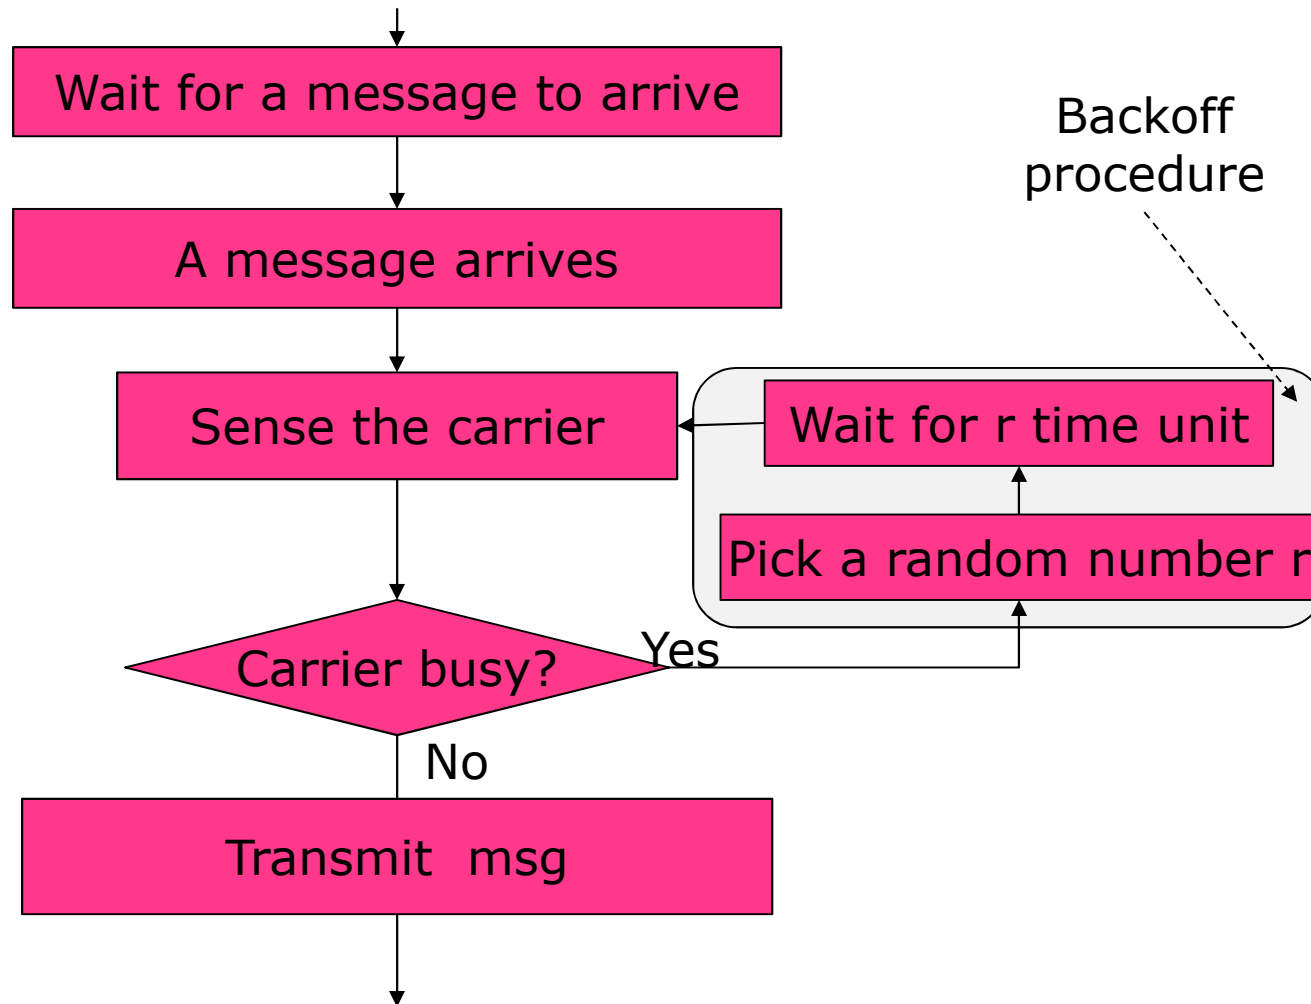 Wait for a message to arrive
Backoff
procedure
A message arrives
Sense the carrier
Wait for r time unit
Pick a random number r
Carrier busy?
Yes
No
Transmit  msg